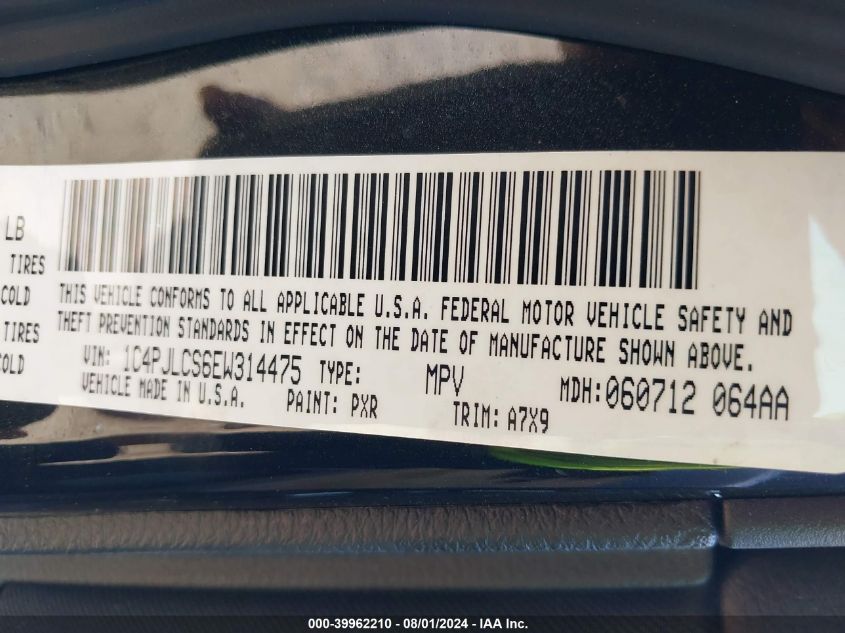 LB
TIRES
COLD
TIRES
COLD
THIS VEHICLE CONFORMS TO ALL APPLICABLE U.S.A. FEDERAL MOTOR VEHICLE SAFETY AND
THEFT PREVENTION STANDARDS IN EFFECT ON THE DATE OF MANUFACTURE SHOWN ABOVE.
VIN: 1C4PJLCS6EW314475 TYPE: MPV MDH:060712 064AA
VEHICLE MADE IN U.S.A. PAINT: PXR TRIM: A7X9
000-39962210 - 08/01/2024 - IAA Inc.